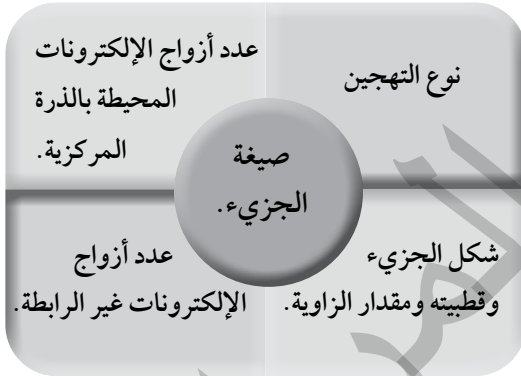 نوع التهجين
عدد أزواج الإلكترونات
المحيطة بالذرة
المركزية.
صيغة
الجزيء.
شكل الجزيء
وقطبيته ومقدار الزاوية.
عدد أزواج
الإلكترونات غير الرابطة.